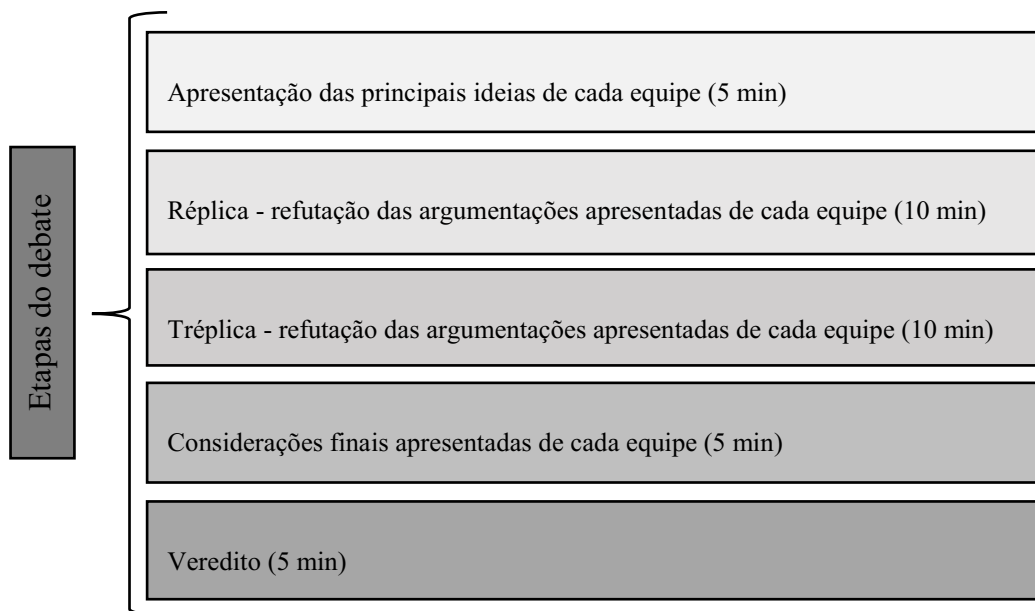 Etapas do debate
Apresentação das principais ideias de cada equipe (5 min)
Réplica - refutação das argumentações apresentadas de cada equipe (10 min)
Tréplica - refutação das argumentações apresentadas de cada equipe (10 min)
Considerações finais apresentadas de cada equipe (5 min)
Veredito (5 min)